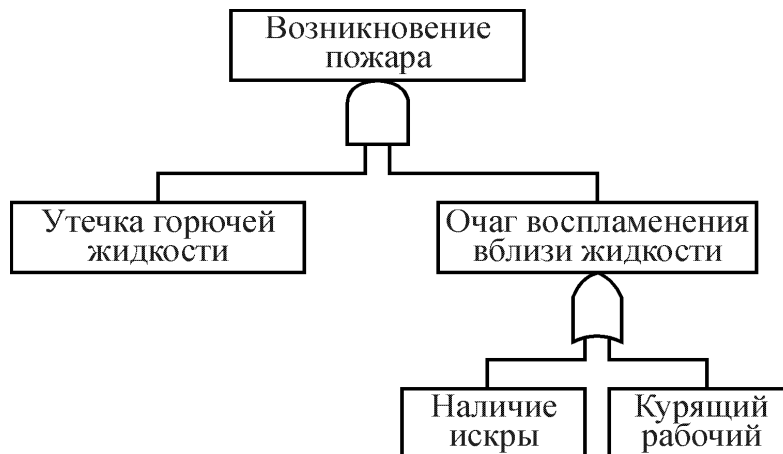 Возникновение
пожара
Утечка горючей
жидкости
Очаг воспламенения
вблизи жидкости
Наличие
искры
Курящий
рабочий